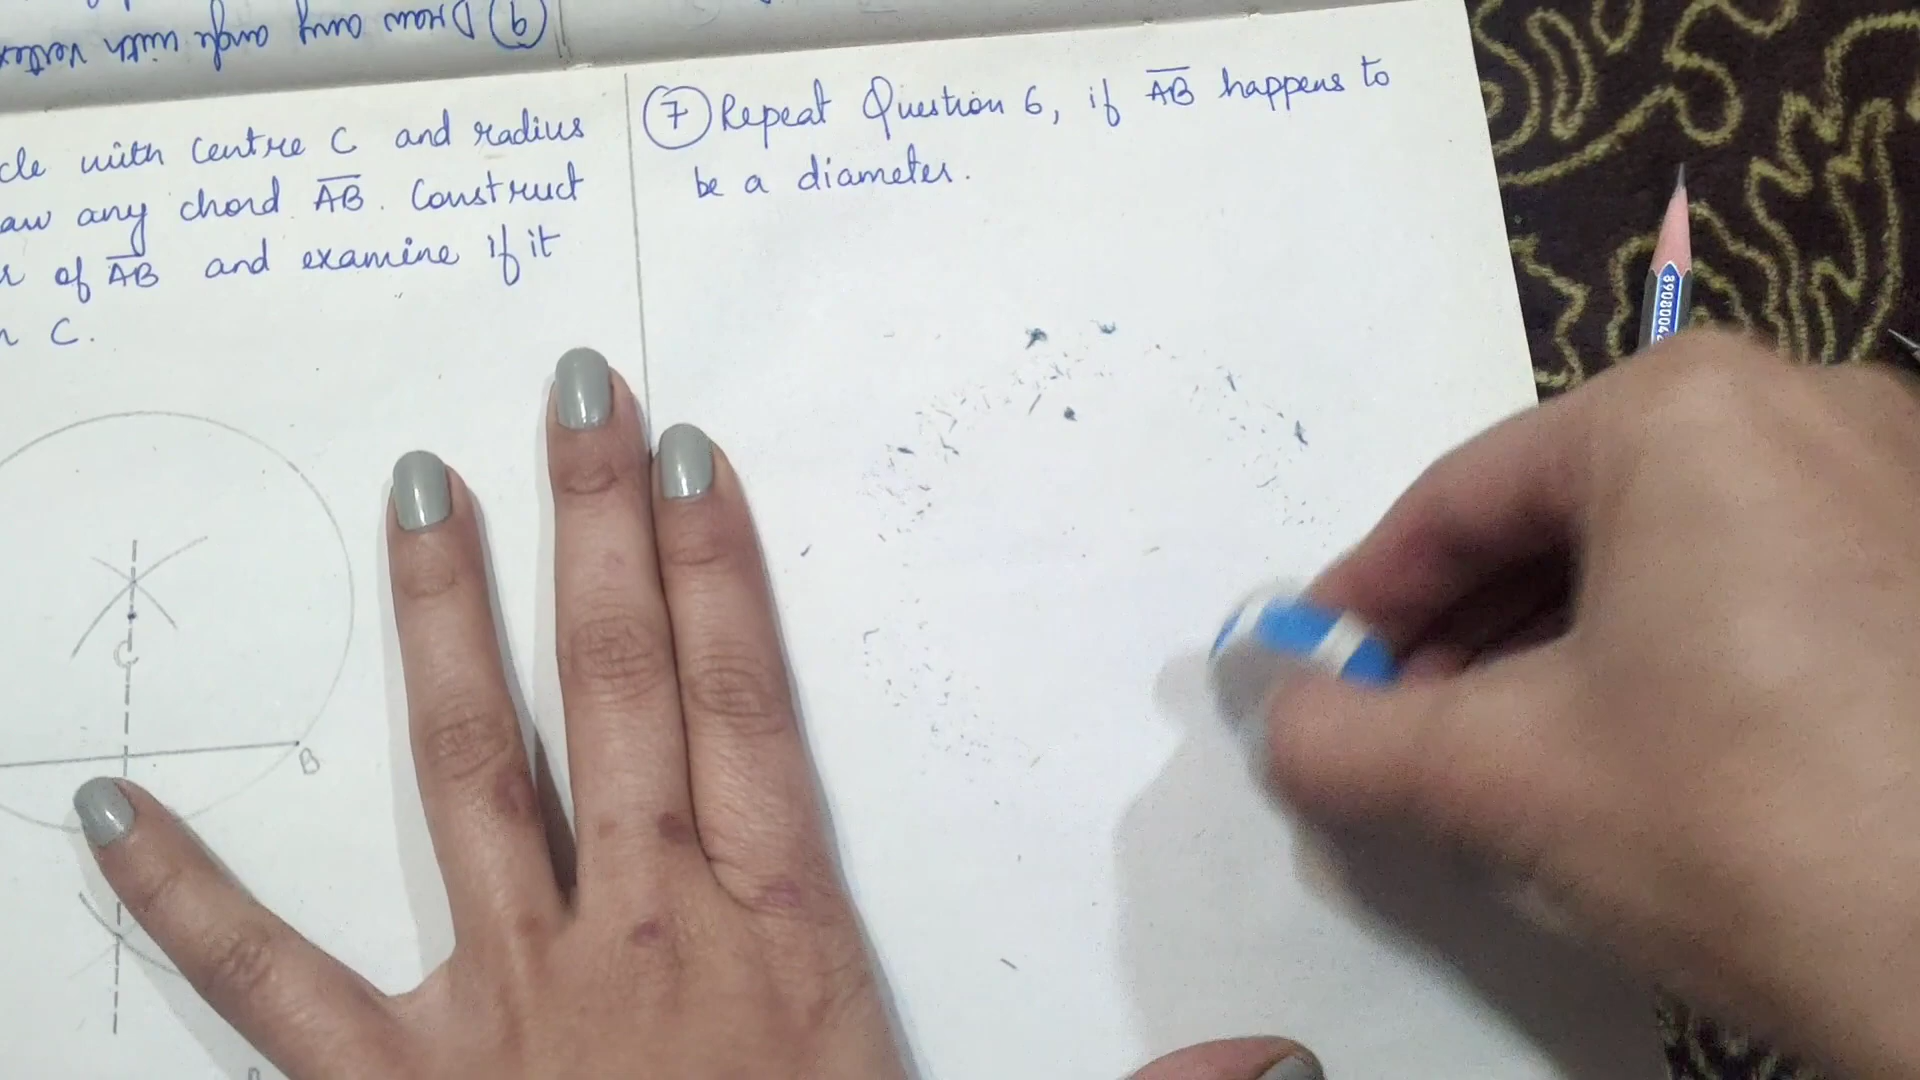 ⑨ Draw any angle with vertex
cle with centre C and radius
aw any chord AB. Construct
r of AB and examine if it
C.
⑦ Repeat Question 6, if AB happens to
be a diameter.
C
B